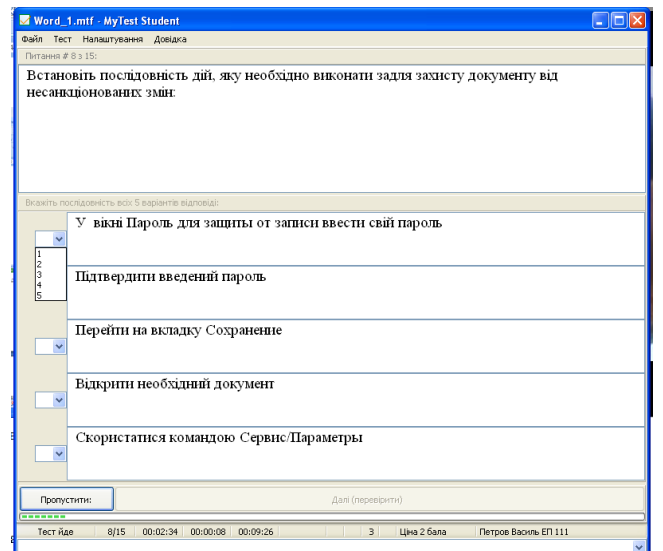 Word_1.mtf - MyTest Student
Файл Тест Налаштування Довідка
Питання # 8 з 15:
Встановіть послідовність дій, яку необхідно виконати задля захисту документу від
несанкціонованих змін:
Вкажіть послідовність всіх 5 варіантів відповіді:
У вікні Пароль для защиты от записи ввести свій пароль
1
2
3
4
5
Підтвердити введений пароль
Перейти на вкладку Сохранение
Відкрити необхідний документ
Скористатися командою Сервис/Параметры
Пропустити: Далі (перевірити)
Тест йде 8/15 00:02:34 00:00:08 00:09:26 3 Ціна 2 бала Петров Василь ЕП 111